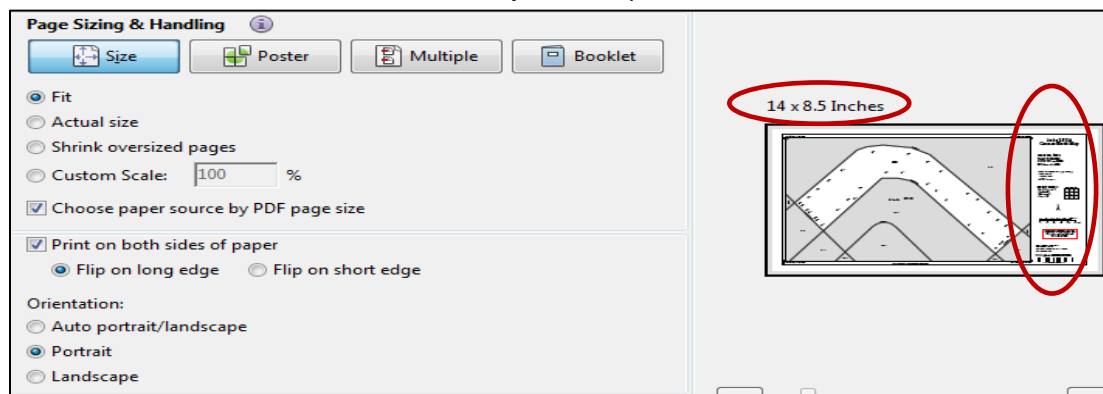 Page Sizing & Handling
Size Poster Multiple Booklet
Fit
Actual size
Shrink oversized pages
Custom Scale: 100 %
Choose paper source by PDF page size
Print on both sides of paper
Flip on long edge Flip on short edge
Orientation:
Auto portrait/landscape
Portrait
Landscape
14 x 8.5 Inches